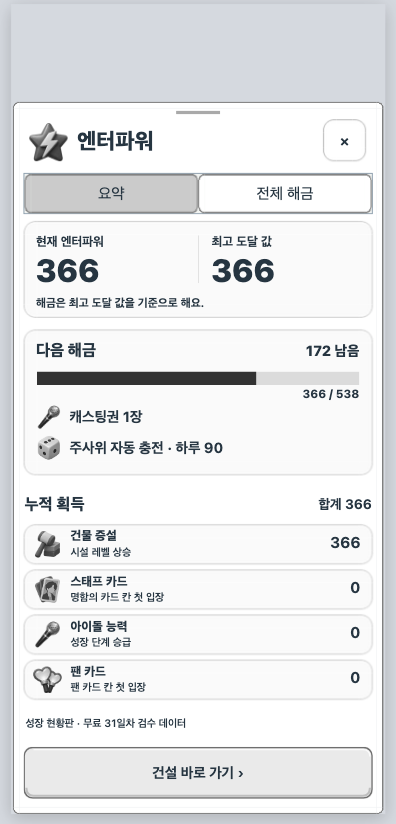 엔터파워
×
요약
전체 해금
현재 엔터파워
최고 도달 값
366
366
해금은 최고 도달 값을 기준으로 해요.
다음 해금
172 남음
366 / 538
캐스팅권 1장
주사위 자동 충전 · 하루 90
누적 획득
합계 366
건물 증설
시설 레벨 상승
366
스태프 카드
명함의 카드 칸 첫 입장
0
아이돌 능력
성장 단계 승급
0
팬 카드
팬 카드 칸 첫 입장
0
성장 현황판 · 무료 31일차 검수 데이터
건설 바로 가기 ›